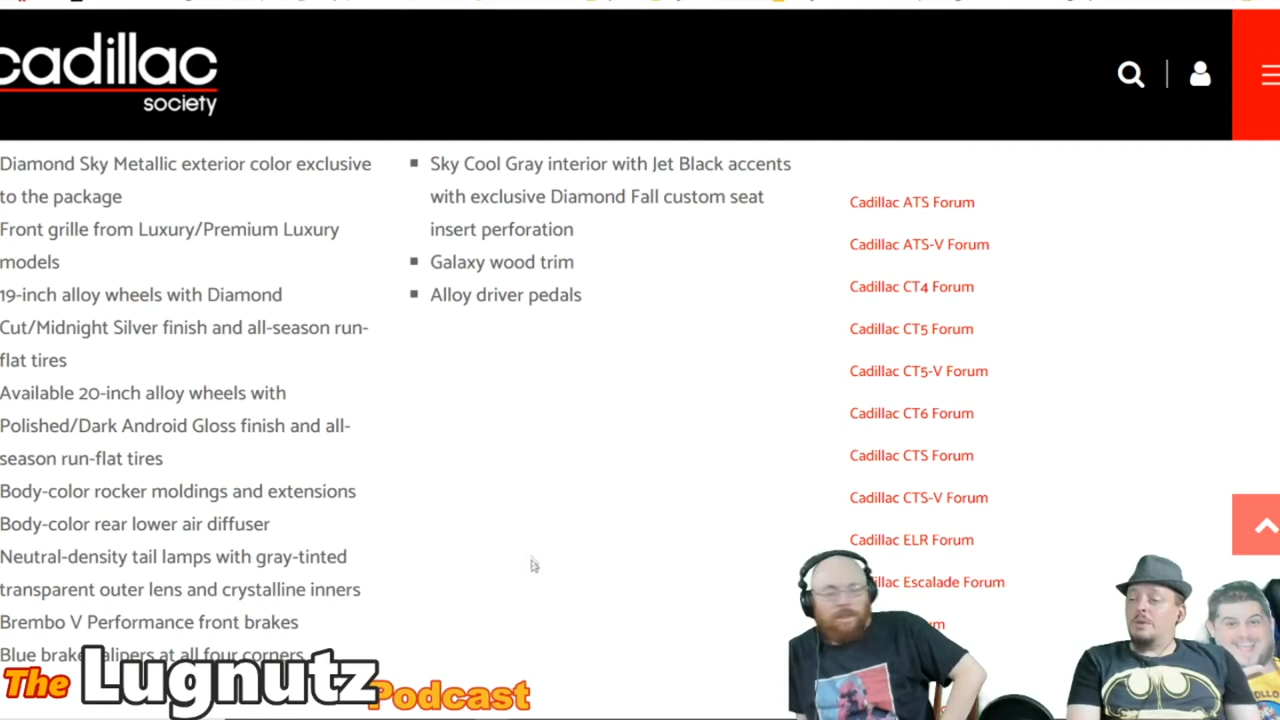 cadillac
society
Diamond Sky Metallic exterior color exclusive
to the package
Front grille from Luxury/Premium Luxury
models
19-inch alloy wheels with Diamond
Cut/Midnight Silver finish and all-season run-
flat tires
Available 20-inch alloy wheels with
Polished/Dark Android Gloss finish and all-
season run-flat tires
Body-color rocker moldings and extensions
Body-color rear lower air diffuser
Neutral-density tail lamps with gray-tinted
transparent outer lens and crystalline inners
Brembo V Performance front brakes
Blue brake calipers at all four corners
Sky Cool Gray interior with Jet Black accents
with exclusive Diamond Fall custom seat
insert perforation
Galaxy wood trim
Alloy driver pedals
Cadillac ATS Forum
Cadillac ATS-V Forum
Cadillac CT4 Forum
Cadillac CT5 Forum
Cadillac CT5-V Forum
Cadillac CT6 Forum
Cadillac CTS Forum
Cadillac CTS-V Forum
Cadillac ELR Forum
Escalade Forum
The Lugnutz Podcast